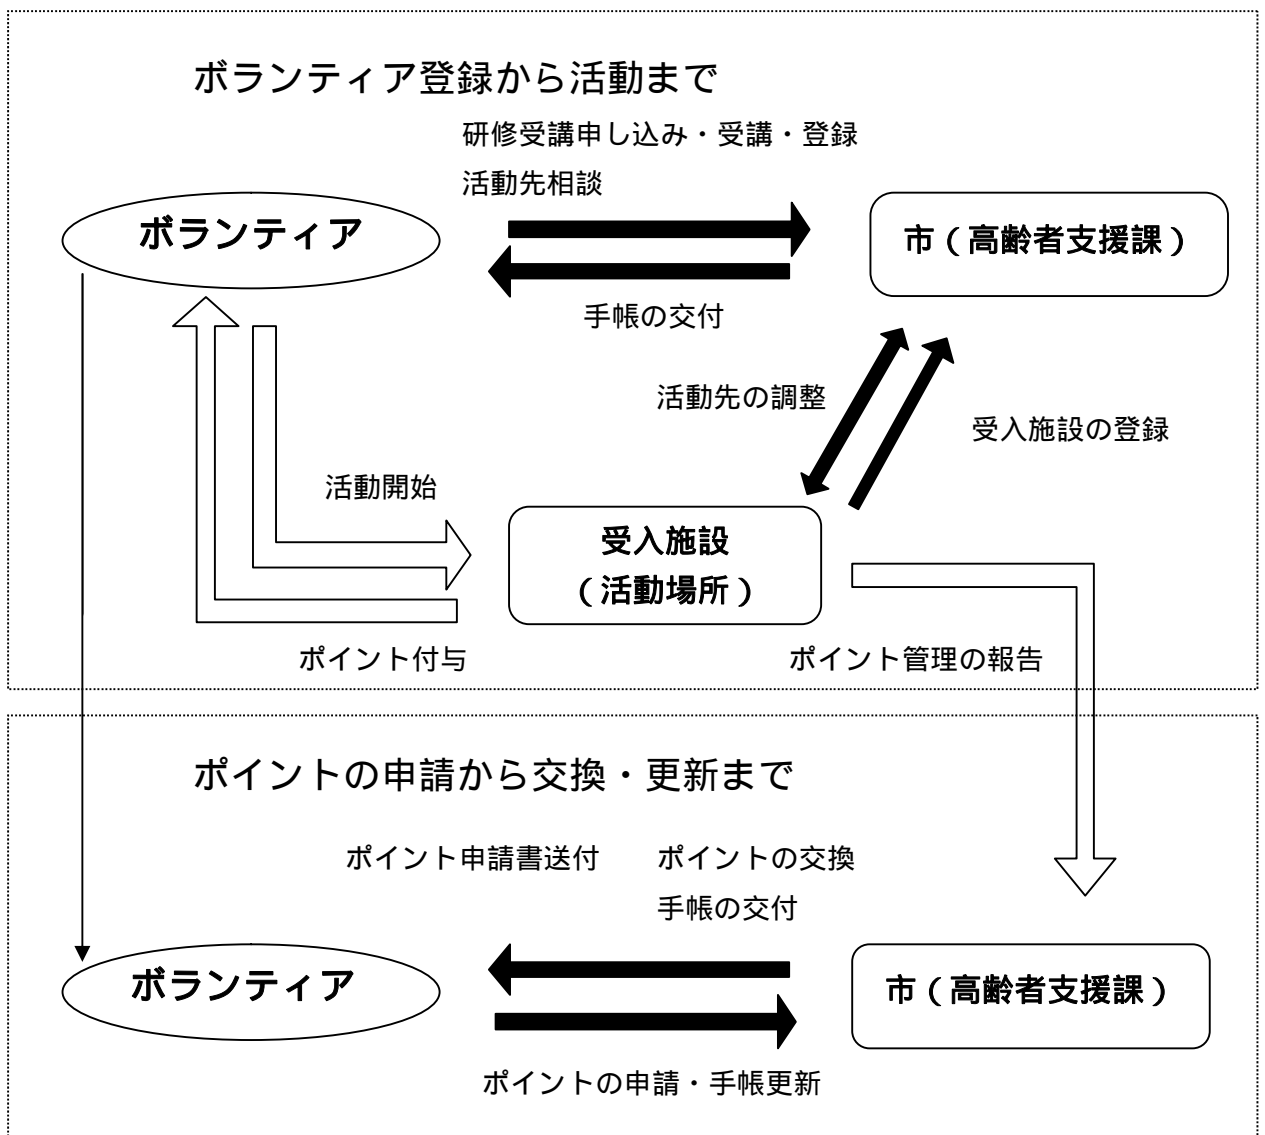 ボランティア登録から活動まで
研修受講申し込み・受講・登録
活動先相談
ボランティア
市（高齢者支援課）
手帳の交付
活動先の調整
受入施設の登録
活動開始
受入施設
（活動場所）
ポイント付与
ポイント管理の報告
ポイントの申請から交換・更新まで
ポイント申請書送付
ポイントの交換
手帳の交付
ボランティア
市（高齢者支援課）
ポイントの申請・手帳更新